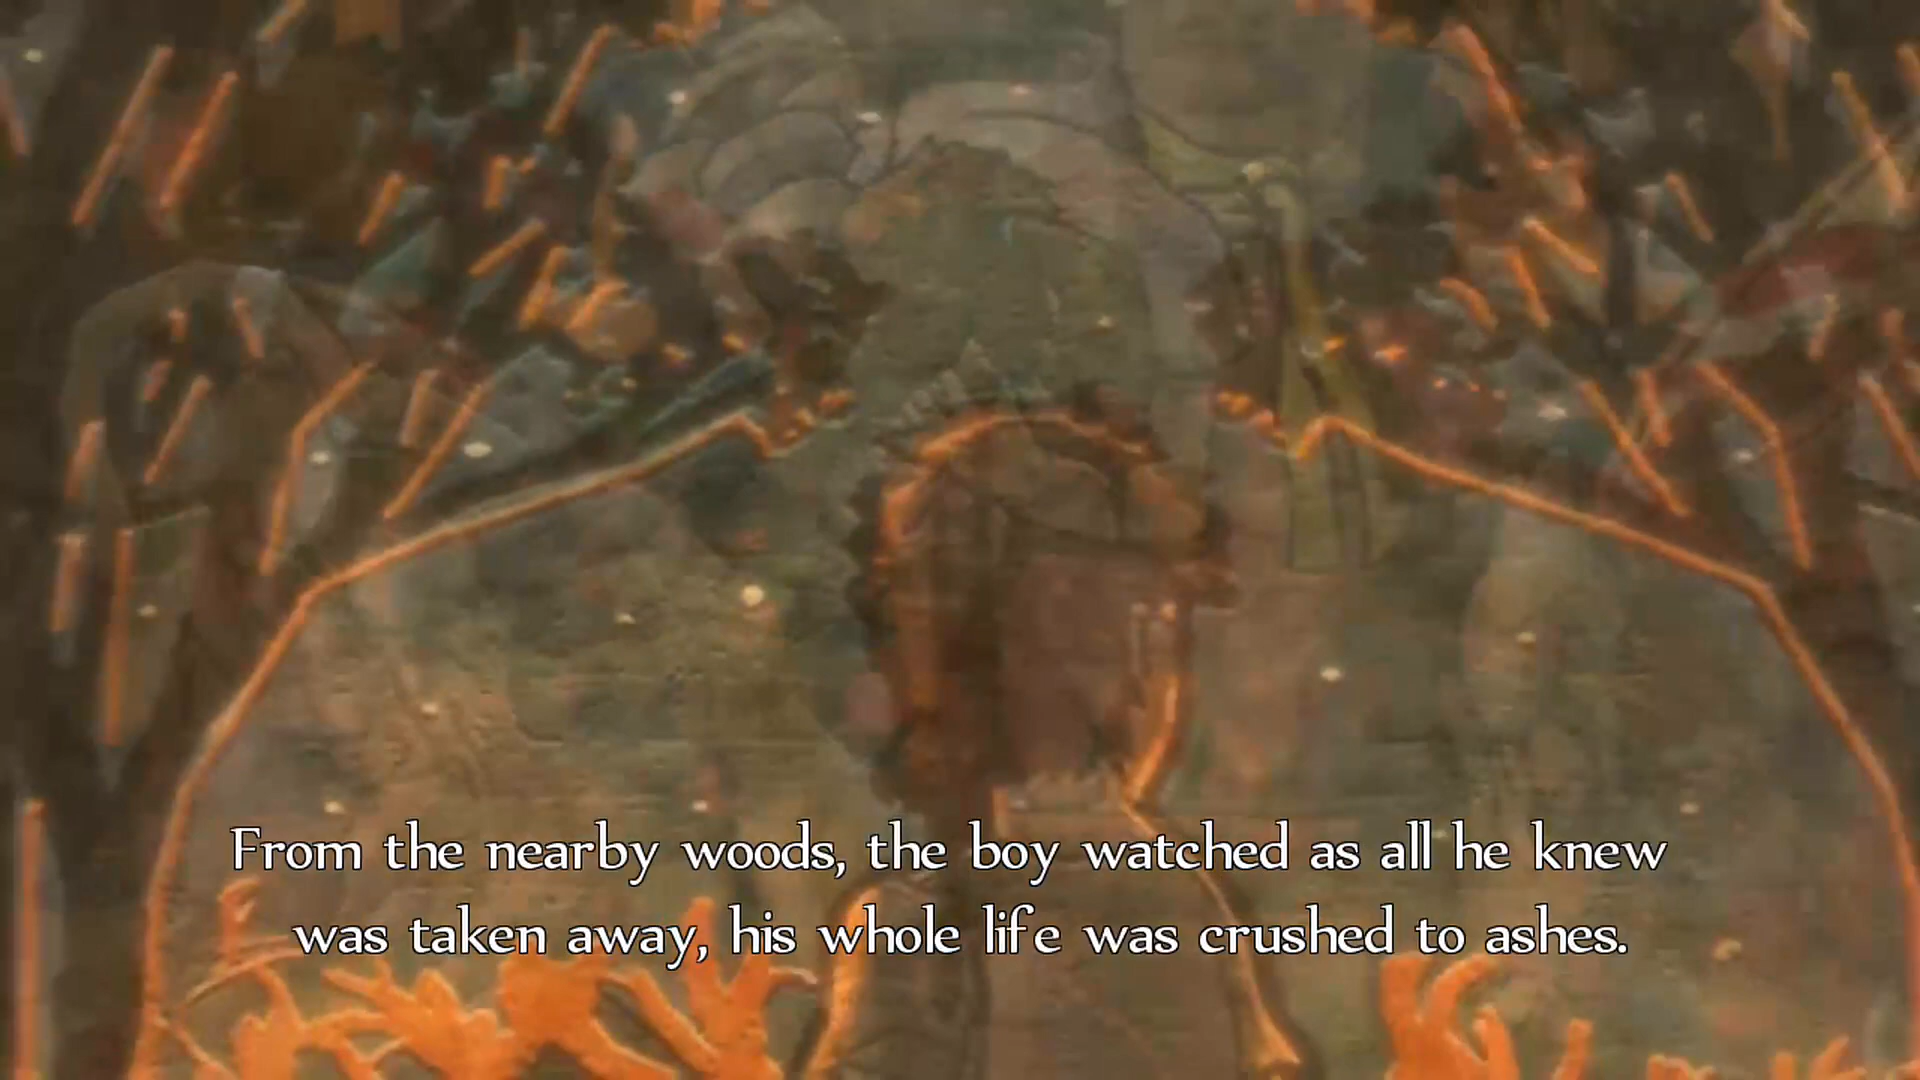 From the nearby woods, the boy watched as all he knew
was taken away, his whole life was crushed to ashes.